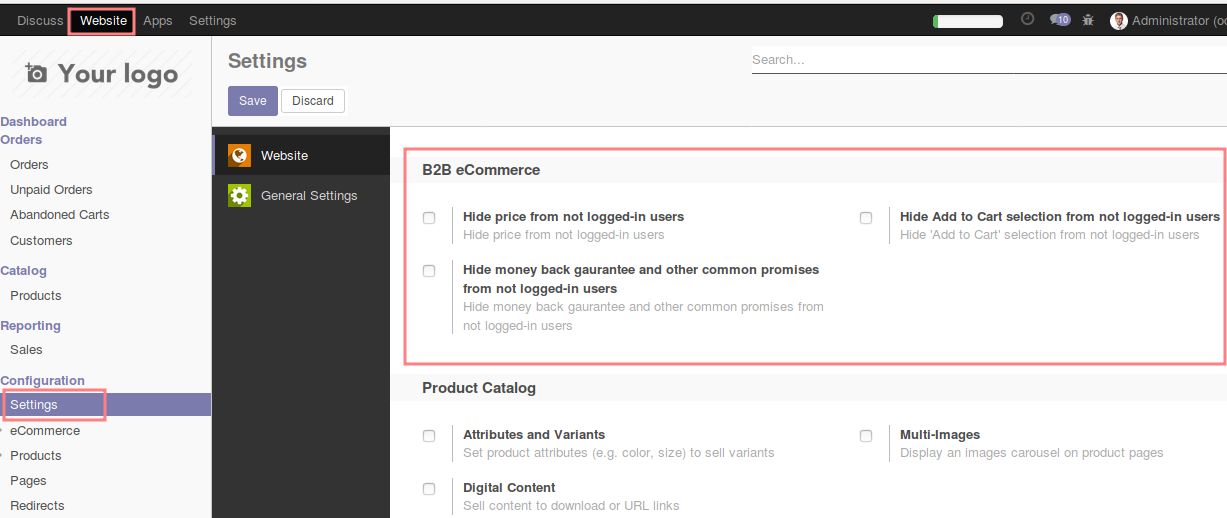 Discuss Website Apps Settings 10 Administrator
Your logo
Settings
Search...
Save Discard
Dashboard
Orders
Orders
Unpaid Orders
Abandoned Carts
Customers
Catalog
Products
Reporting
Sales
Configuration
Settings
eCommerce
Products
Pages
Redirects
Website
General Settings
B2B eCommerce
Hide price from not logged-in users
Hide price from not logged-in users
Hide Add to Cart selection from not logged-in users
Hide 'Add to Cart' selection from not logged-in users
Hide money back gaurantee and other common promises
from not logged-in users
Hide money back gaurantee and other common promises from
not logged-in users
Product Catalog
Attributes and Variants
Set product attributes (e.g. color, size) to sell variants
Multi-Images
Display an images carousel on product pages
Digital Content
Sell content to download or URL links